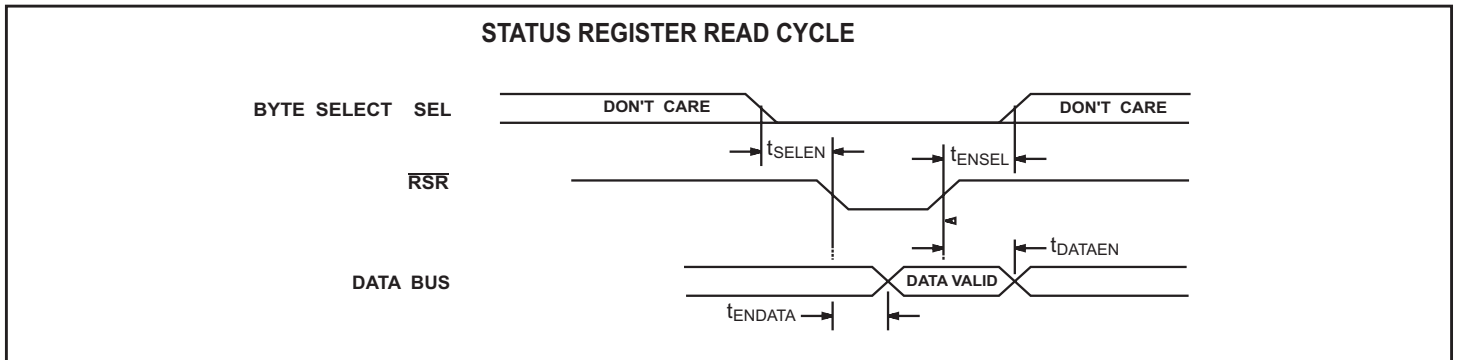 STATUS REGISTER READ CYCLE
BYTE SELECT SEL
DON'T CARE
DON'T CARE
tSELEN
tENSEL
RSR
tDATAEN
DATA BUS
DATA VALID
tENDATA